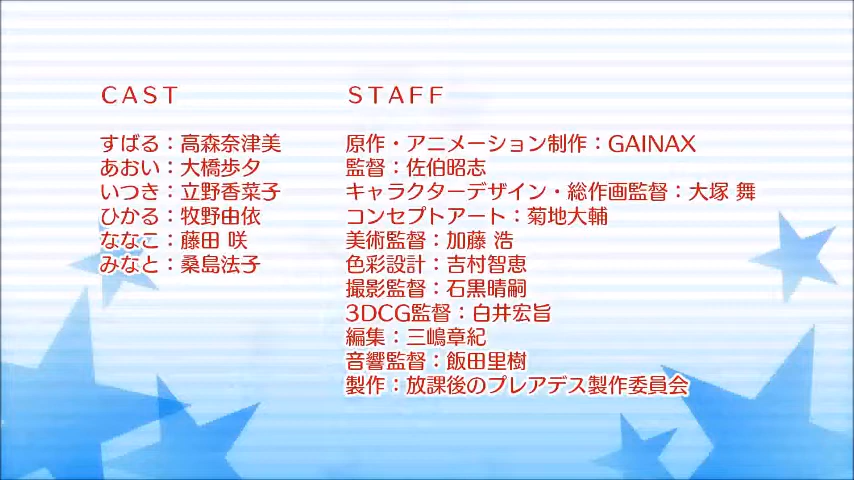 CAST
すばる：高森奈津美
あおい：大橋歩夕
いつき：立野香菜子
ひかる：牧野由依
ななこ：藤田 咲
みなと：桑島法子
STAFF
原作・アニメーション制作：GAINAX
監督：佐伯昭志
キャラクターデザイン・総作画監督：大塚 舞
コンセプトアート：菊地大輔
美術監督：加藤 浩
色彩設計：吉村智恵
撮影監督：石黒晴嗣
3DCG監督：白井宏旨
編集：三嶋章紀
音響監督：飯田里樹
製作：放課後のプレアデス製作委員会